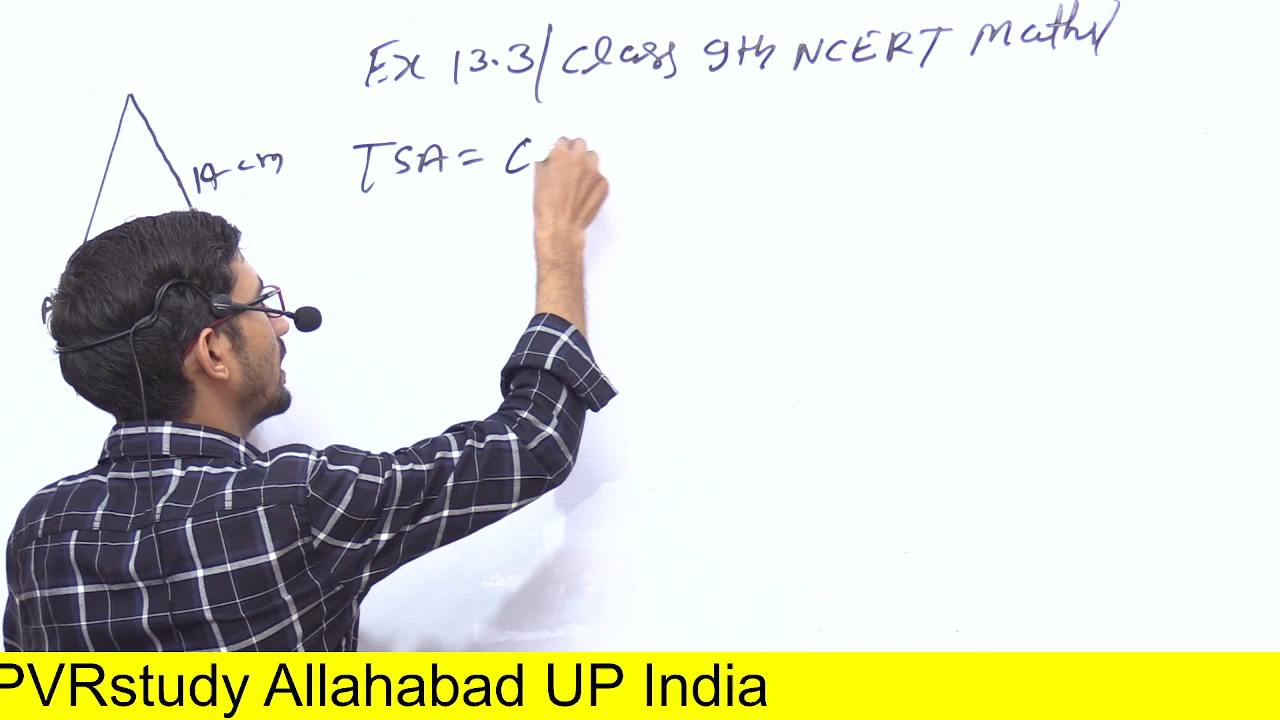 Ex 13.3/Class 9th NCERT Maths
14 cm
TSA = C
PVRstudy Allahabad UP India